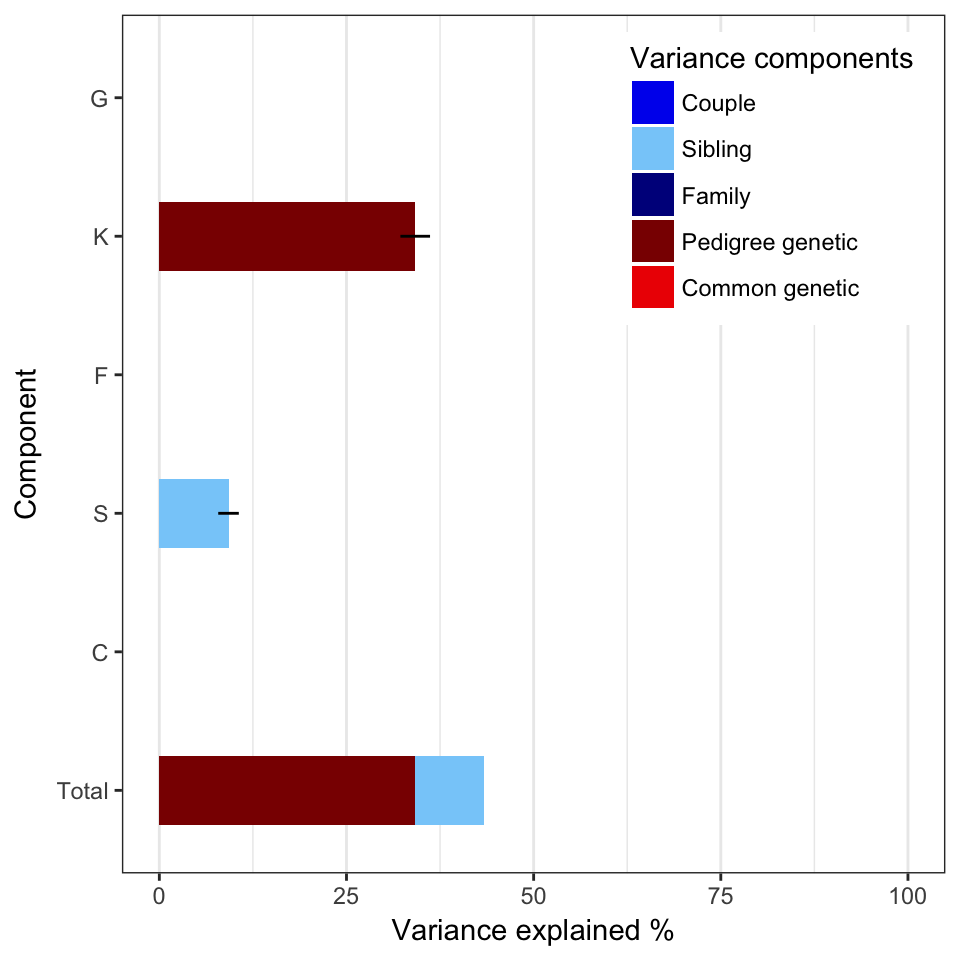 Variance components
Couple
Sibling
Family
Pedigree genetic
Common genetic
G
K
F
S
C
Total
Component
0 25 50 75 100
Variance explained %